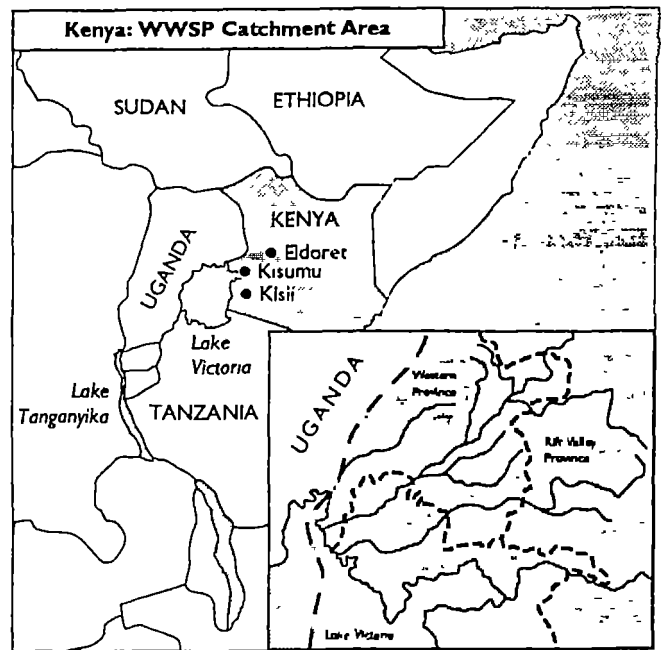 Kenya: WWSP Catchment Area
SUDAN
ETHIOPIA
KENYA
UGANDA
Eldoret
Kisumu
Kisii
Lake
Victoria
Lake
Tanganyika
TANZANIA
UGANDA
Western
Province
Rift Valley
Province
Lake Victoria